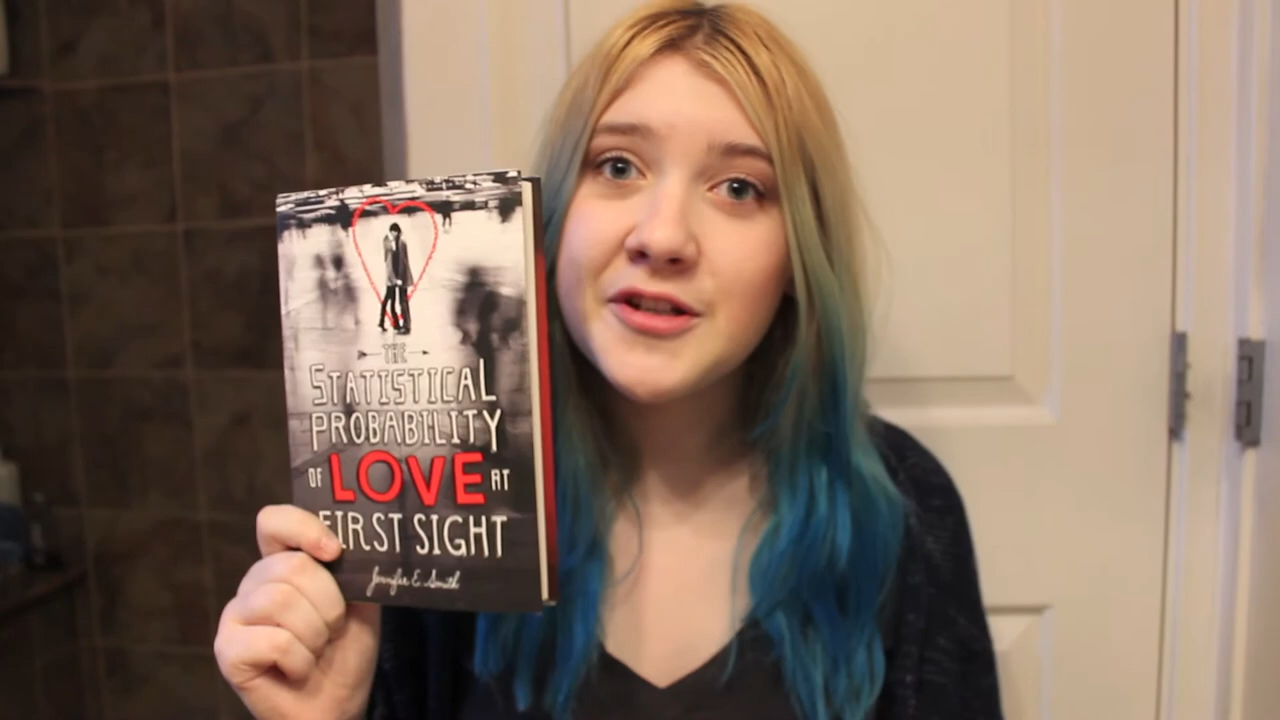 THE
STATISTICAL
PROBABILITY
OF LOVE AT
FIRST SIGHT
Jennifer E. Smith